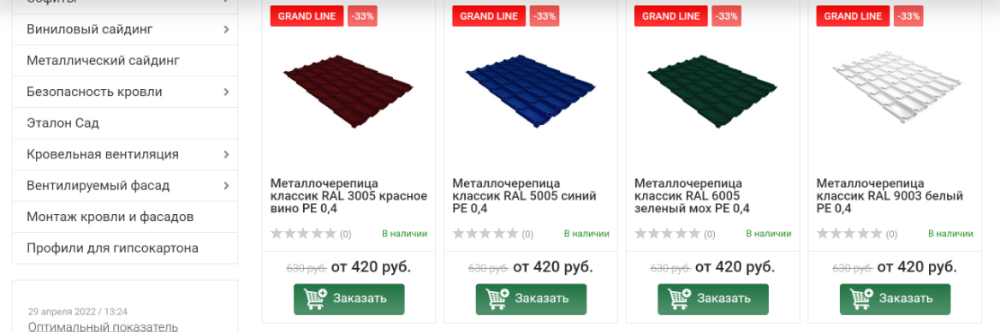 Софиты
Виниловый сайдинг
Металлический сайдинг
Безопасность кровли
Эталон Сад
Кровельная вентиляция
Вентилируемый фасад
Монтаж кровли и фасадов
Профили для гипсокартона
29 апреля 2022 / 13:24
Оптимальный показатель
GRAND LINE -33%
Металлочерепица
классик RAL 3005 красное
вино PE 0,4
(0) В наличии
630 руб. от 420 руб.
Заказать
GRAND LINE -33%
Металлочерепица
классик RAL 5005 синий
PE 0,4
(0) В наличии
630 руб. от 420 руб.
Заказать
GRAND LINE -33%
Металлочерепица
классик RAL 6005
зеленый мох PE 0,4
(0) В наличии
630 руб. от 420 руб.
Заказать
GRAND LINE -33%
Металлочерепица
классик RAL 9003 белый
PE 0,4
(0) В наличии
630 руб. от 420 руб.
Заказать